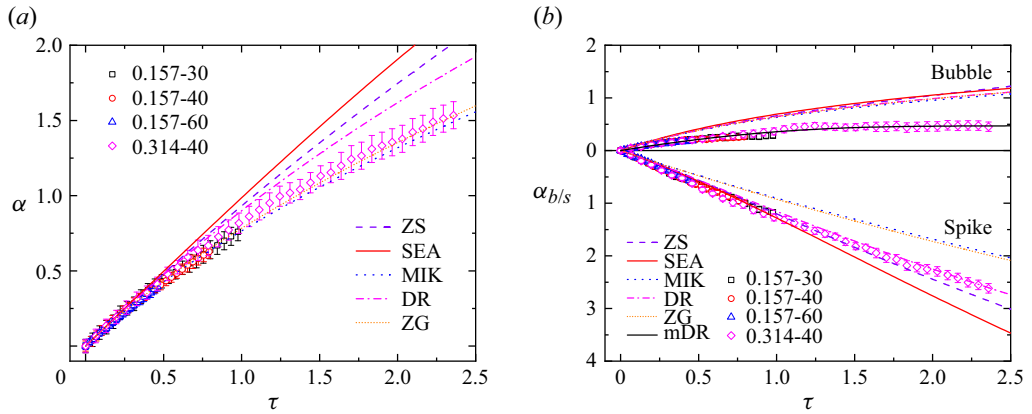 (a)
2.0
1.5
1.0
0.5
0
α
0.157-30
0.157-40
0.157-60
0.314-40
ZS
SEA
MIK
DR
ZG
0.5
1.0
1.5
2.0
2.5
τ
(b)
2
1
0
1
2
3
4
α_{b/s}
Bubble
Spike
ZS
SEA
MIK
DR
ZG
mDR
0.157-30
0.157-40
0.157-60
0.314-40
0
0.5
1.0
1.5
2.0
2.5
τ